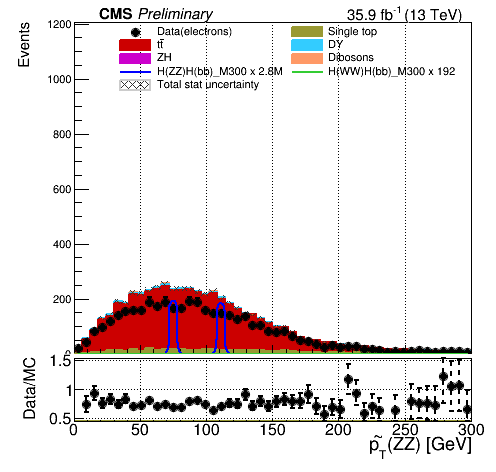 CMS Preliminary 35.9 fb⁻¹ (13 TeV)
Events
1200
1000
800
600
400
200
0
Data(electrons)
tt̄
ZH
H(ZZ)H(bb)_M300 x 2.8M
Total stat uncertainty
Single top
DY
Dibosons
H(WW)H(bb)_M300 x 192
Data/MC
1.5
1
0.5
0 50 100 150 200 250 300
p̃_T(ZZ) [GeV]